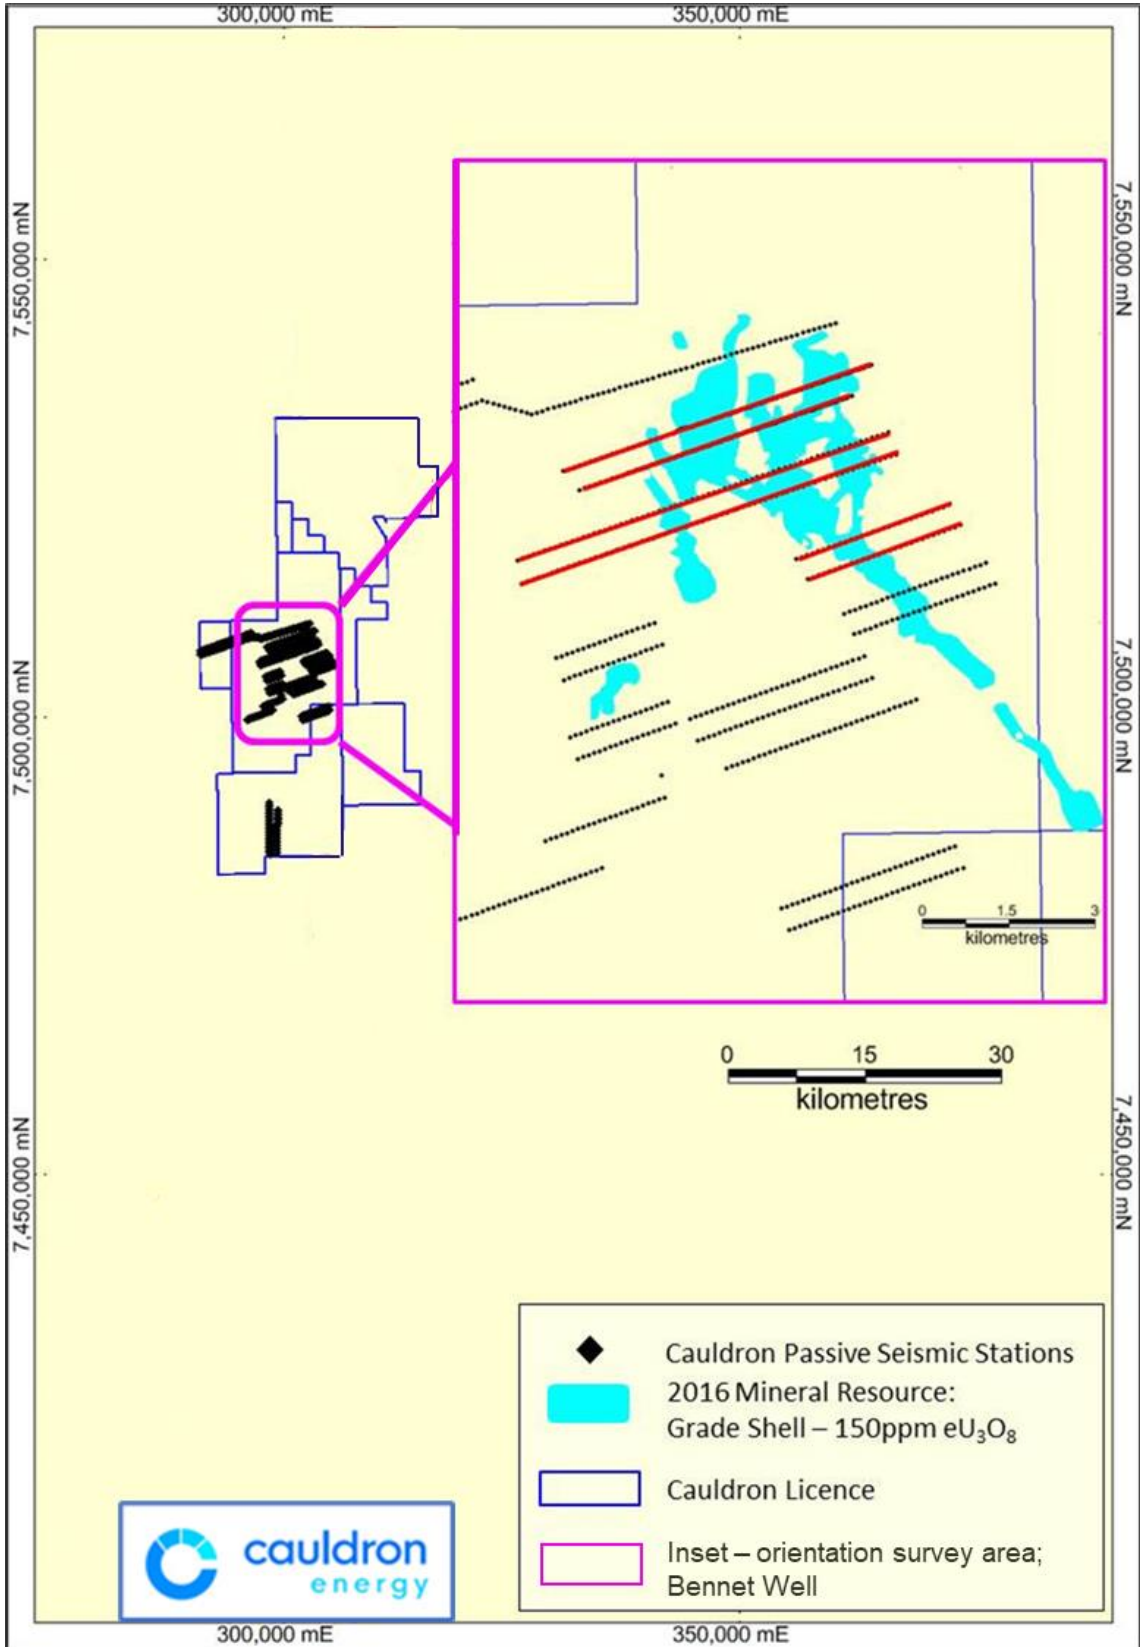 300,000 mE
350,000 mE
7,550,000 mN
7,550,000 mN
7,500,000 mN
7,500,000 mN
0 1.5 3
kilometres
0 15 30
kilometres
7,450,000 mN
7,450,000 mN
Cauldron Passive Seismic Stations
2016 Mineral Resource:
Grade Shell – 150ppm eU₃O₈
Cauldron Licence
Inset – orientation survey area;
Bennet Well
cauldron
energy
300,000 mE
350,000 mE